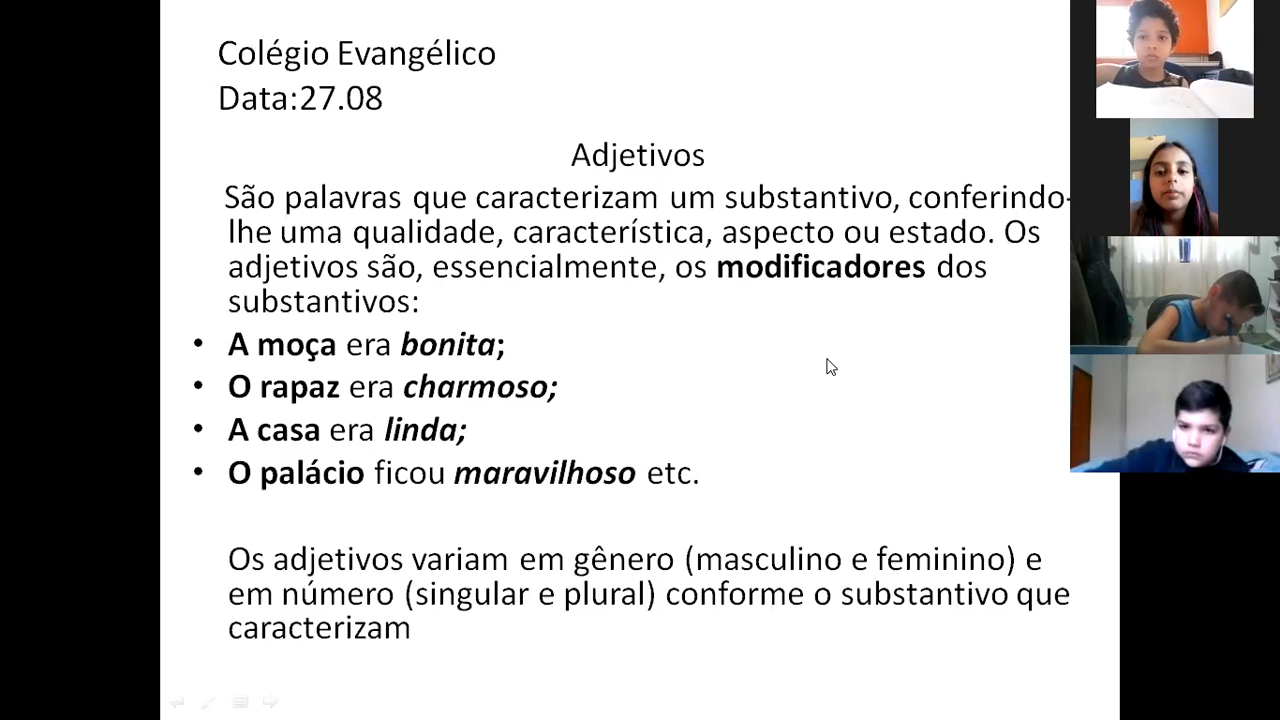 Colégio Evangélico
Data:27.08
Adjetivos
São palavras que caracterizam um substantivo, conferindo-
lhe uma qualidade, característica, aspecto ou estado. Os
adjetivos são, essencialmente, os modificadores dos
substantivos:
• A moça era bonita;
• O rapaz era charmoso;
• A casa era linda;
• O palácio ficou maravilhoso etc.
Os adjetivos variam em gênero (masculino e feminino) e
em número (singular e plural) conforme o substantivo que
caracterizam